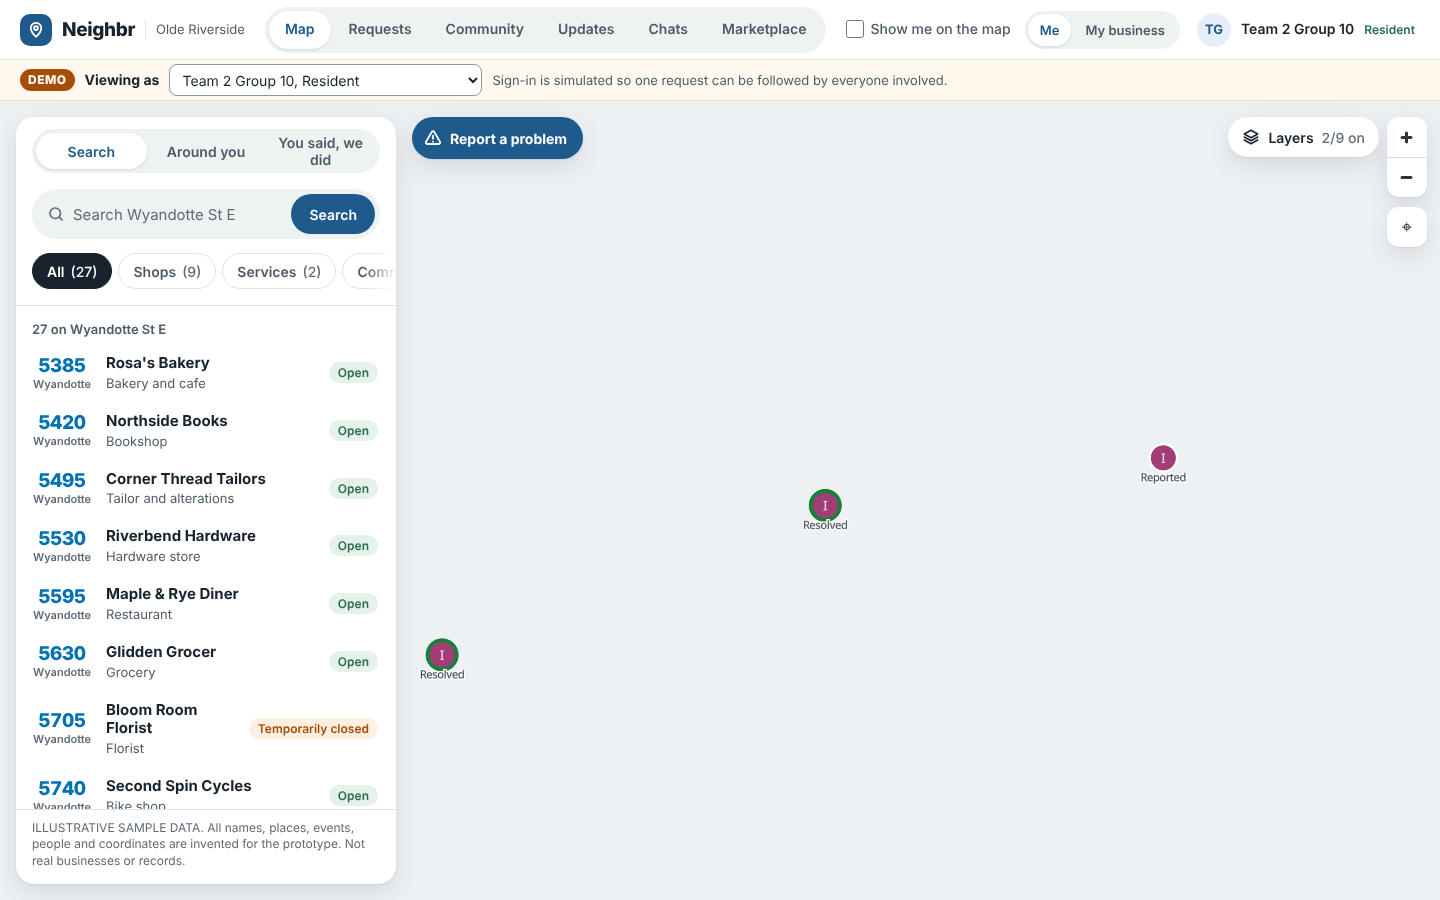 Neighbr
Olde Riverside
Map
Requests
Community
Updates
Chats
Marketplace
Show me on the map
Me
My business
TG
Team 2 Group 10
Resident
DEMO
Viewing as
Team 2 Group 10, Resident
Sign-in is simulated so one request can be followed by everyone involved.
Search
Around you
You said, we
did
Search Wyandotte St E
Search
All (27)
Shops (9)
Services (2)
27 on Wyandotte St E
5385
Wyandotte
Rosa's Bakery
Bakery and cafe
Open
5420
Wyandotte
Northside Books
Bookshop
Open
5495
Wyandotte
Corner Thread Tailors
Tailor and alterations
Open
5530
Wyandotte
Riverbend Hardware
Hardware store
Open
5595
Wyandotte
Maple & Rye Diner
Restaurant
Open
5630
Wyandotte
Glidden Grocer
Grocery
Open
5705
Wyandotte
Bloom Room
Florist
Florist
Temporarily closed
5740
Wyandotte
Second Spin Cycles
Bike shop
Open
ILLUSTRATIVE SAMPLE DATA. All names, places, events,
people and coordinates are invented for the prototype. Not
real businesses or records.
Report a problem
Layers 2/9 on
+
−
I
Reported
I
Resolved
I
Resolved